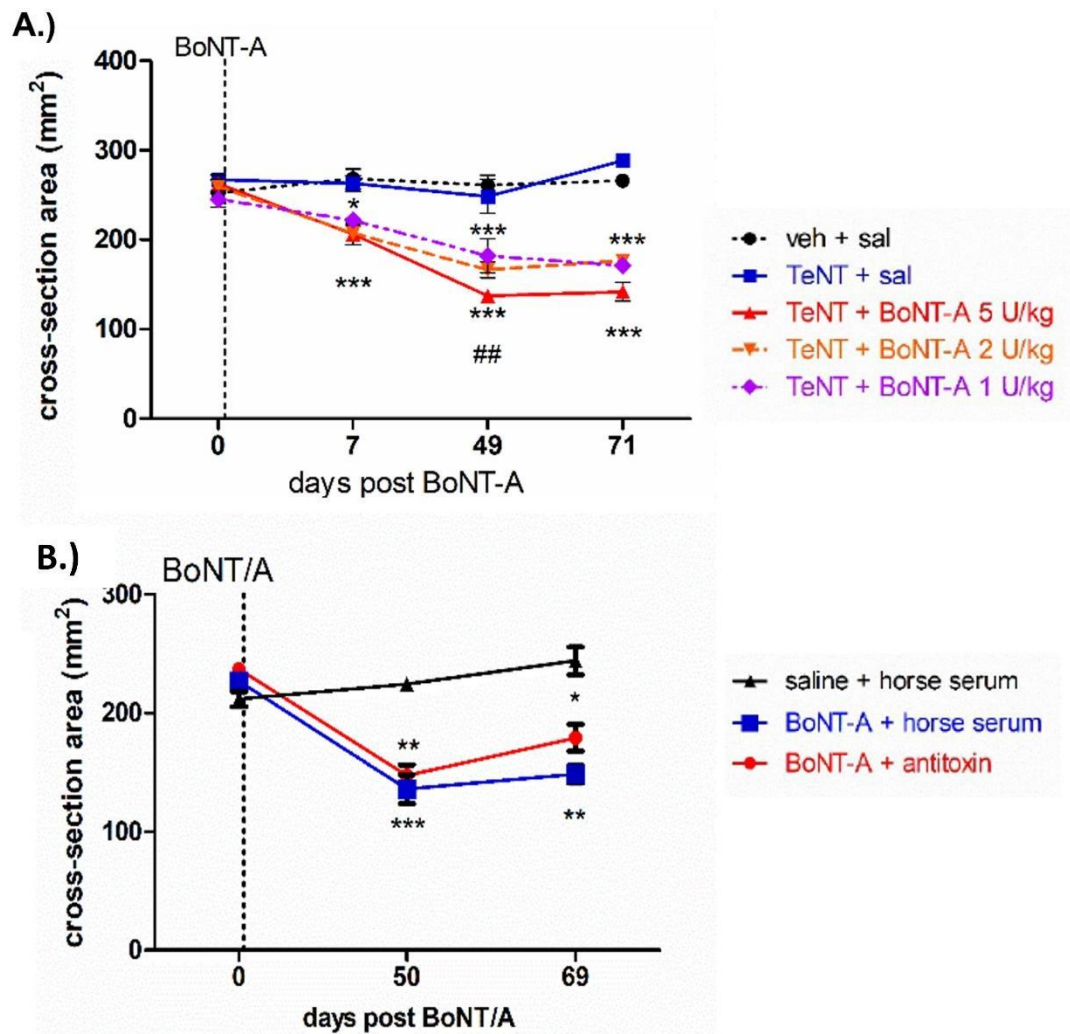 A.)
BoNT-A
cross-section area (mm²)
400
300
200
100
0
*
***
***
***
***
##
***
0 7 49 71
days post BoNT-A
veh + sal
TeNT + sal
TeNT + BoNT-A 5 U/kg
TeNT + BoNT-A 2 U/kg
TeNT + BoNT-A 1 U/kg
B.)
BoNT/A
cross-section area (mm²)
300
200
100
0
**
***
*
**
0 50 69
days post BoNT/A
saline + horse serum
BoNT-A + horse serum
BoNT-A + antitoxin